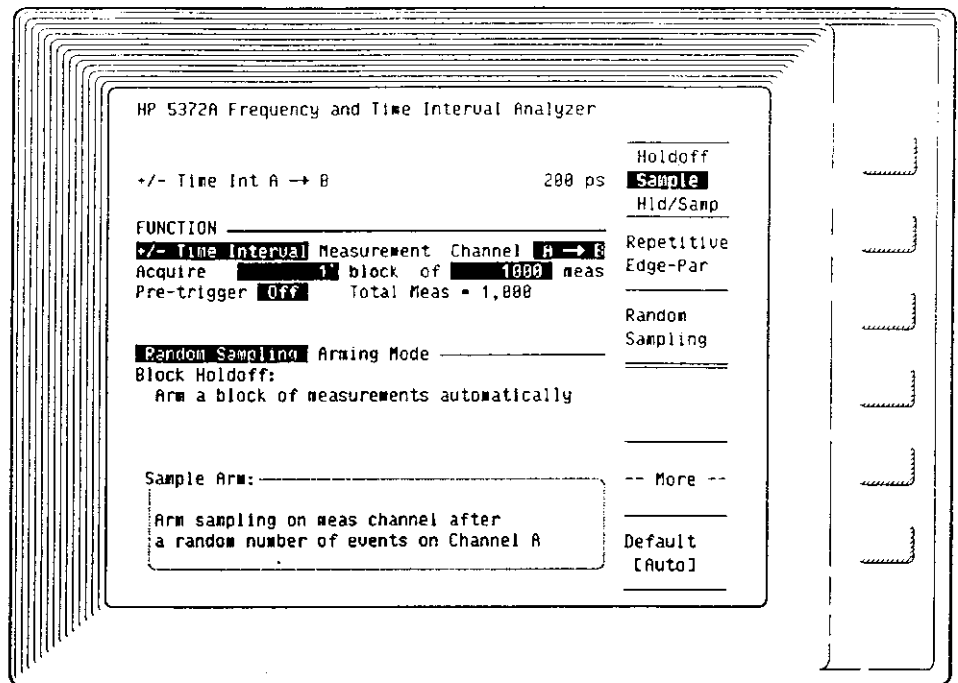 HP 5372A Frequency and Time Interval Analyzer
+/- Time Int A → B 200 ps
FUNCTION
+/- Time Interval Measurement Channel A → B
Acquire 1 block of 1000 meas
Pre-trigger Off Total Meas = 1,000
Random Sampling Arming Mode
Block Holdoff:
Arm a block of measurements automatically
Sample Arm:
Arm sampling on meas channel after
a random number of events on Channel A
Holdoff
Sample
Hld/Samp
Repetitive
Edge-Par
Random
Sampling
-- More --
Default
[Auto]